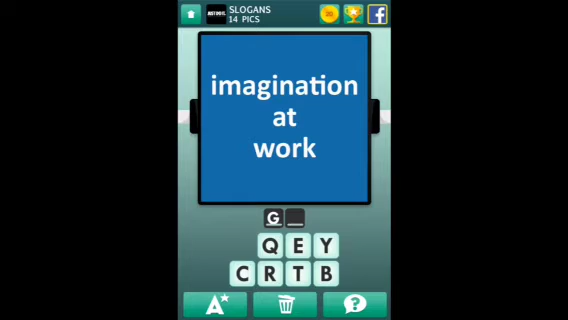 SLOGANS
14 PICS
imagination
at
work
G
Q E Y
C R T B
A
?